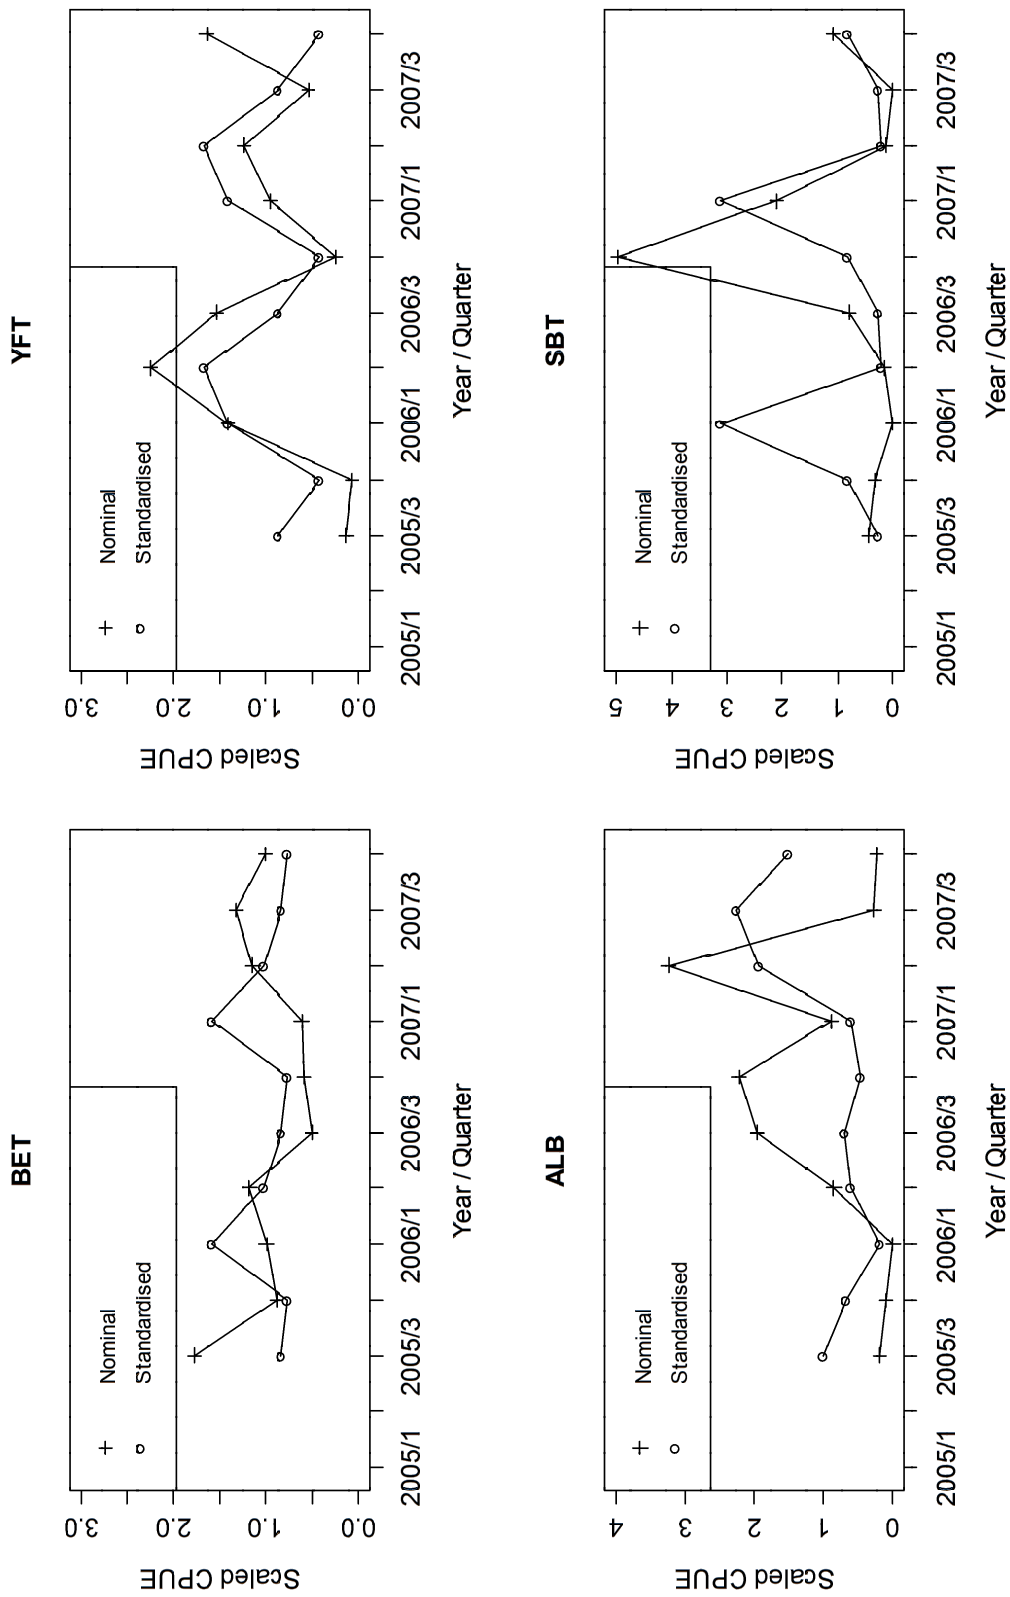 BET
Scaled CPUE
0.0 1.0 2.0 3.0
Nominal
Standardised
2005/1 2005/3 2006/1 2006/3 2007/1 2007/3
Year / Quarter
YFT
Scaled CPUE
0.0 1.0 2.0 3.0
Nominal
Standardised
2005/1 2005/3 2006/1 2006/3 2007/1 2007/3
Year / Quarter
ALB
Scaled CPUE
0 1 2 3 4
Nominal
Standardised
2005/1 2005/3 2006/1 2006/3 2007/1 2007/3
Year / Quarter
SBT
Scaled CPUE
0 1 2 3 4 5
Nominal
Standardised
2005/1 2005/3 2006/1 2006/3 2007/1 2007/3
Year / Quarter